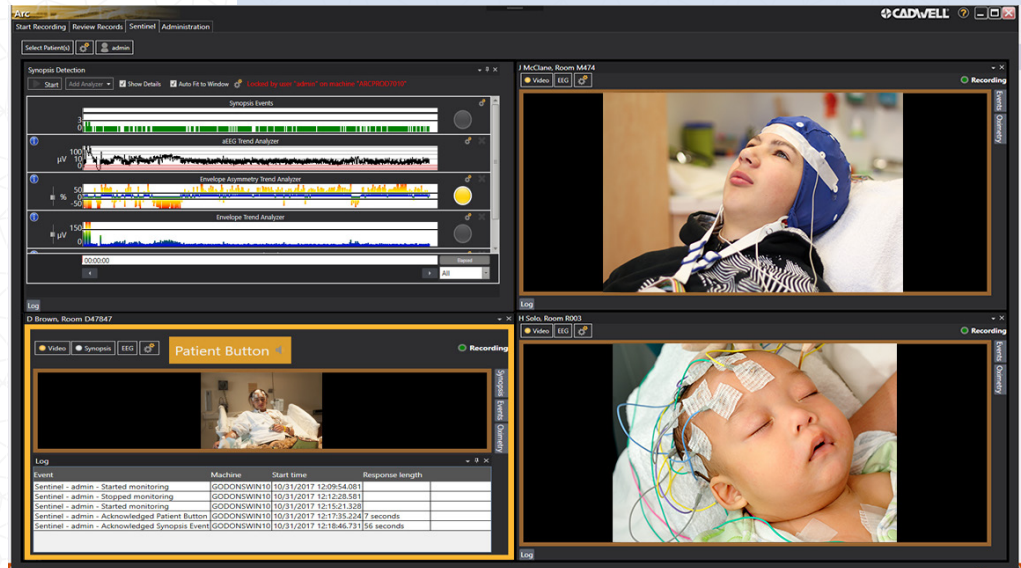 Arc
CADWELL ?
Start Recording Review Records Sentinel Administration
Select Patient(s) admin
Synopsis Detection
Start Add Analyzer Show Details Auto Fit to Window Locked by user "admin" on machine "ABCPROD7010"
Synopsis Events
3
0
aEEG Trend Analyzer
µV 100
10
0
Envelope Asymmetry Trend Analyzer
% 50
0
-50
Envelope Trend Analyzer
µV 150
0
00:00:00 Elapsed
All
Log
J McClane, Room M474
Video EEG Recording
Events
Oximetry
Log
D Brown, Room D47847
Video Synopsis EEG Patient Button Recording
Synopsis
Events
Oximetry
Log
Event Machine Start time Response length
Sentinel - admin - Started monitoring GODONSWIN10 10/31/2017 12:09:54.081
Sentinel - admin - Stopped monitoring GODONSWIN10 10/31/2017 12:12:28.581
Sentinel - admin - Started monitoring GODONSWIN10 10/31/2017 12:15:21.328
Sentinel - admin - Acknowledged Patient Button GODONSWIN10 10/31/2017 12:17:35.224 7 seconds
Sentinel - admin - Acknowledged Synopsis Event GODONSWIN10 10/31/2017 12:18:46.731 56 seconds
H Solo, Room R003
Video EEG Recording
Events
Oximetry
Log